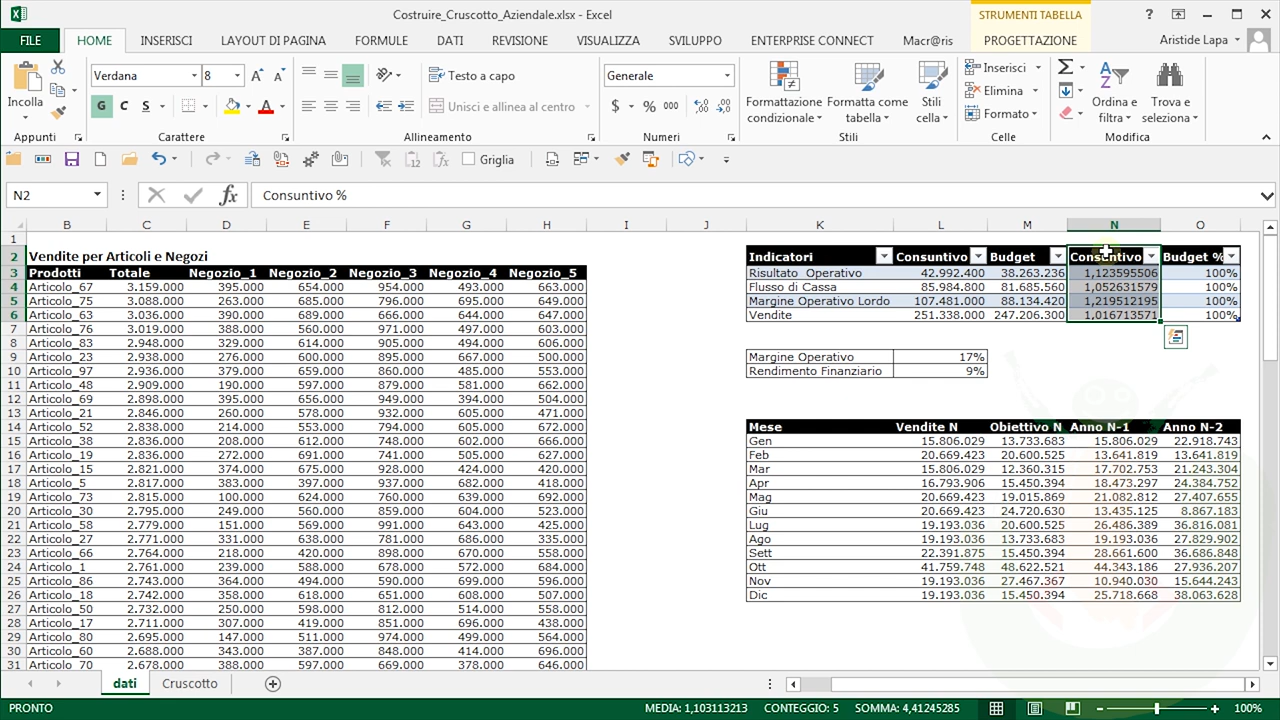 Costruire_Cruscotto_Aziendale.xlsx - Excel
STRUMENTI TABELLA
FILE HOME INSERISCI LAYOUT DI PAGINA FORMULE DATI REVISIONE VISUALIZZA SVILUPPO ENTERPRISE CONNECT Macr@ris PROGETTAZIONE Aristide Lapa
Incolla
Verdana 8
G C S
Testo a capo
Unisci e allinea al centro
Generale
$ % 000
Formattazione condizionale
Formatta come tabella
Stili cella
Inserisci
Elimina
Formato
Ordina e filtra
Trova e seleziona
Appunti Carattere Allineamento Numeri Stili Celle Modifica
Griglia
N2 fx Consuntivo %
B C D E F G H I J K L M N O
1
2 Vendite per Articoli e Negozi Indicatori Consuntivo Budget Consuntivo Budget %
3 Prodotti Totale Negozio_1 Negozio_2 Negozio_3 Negozio_4 Negozio_5 Risultato Operativo 42.992.400 38.263.236 1,123595506 100%
4 Articolo_67 3.159.000 395.000 654.000 954.000 493.000 663.000 Flusso di Cassa 85.984.800 81.685.560 1,052631579 100%
5 Articolo_75 3.088.000 263.000 685.000 796.000 695.000 649.000 Margine Operativo Lordo 107.481.000 88.134.420 1,219512195 100%
6 Articolo_63 3.036.000 390.000 689.000 666.000 644.000 647.000 Vendite 251.338.000 247.206.300 1,016713571 100%
7 Articolo_76 3.019.000 388.000 560.000 971.000 497.000 603.000
8 Articolo_83 2.948.000 329.000 614.000 905.000 494.000 606.000
9 Articolo_23 2.938.000 276.000 600.000 895.000 667.000 500.000 Margine Operativo 17%
10 Articolo_97 2.936.000 379.000 659.000 860.000 485.000 553.000 Rendimento Finanziario 9%
11 Articolo_48 2.909.000 190.000 597.000 879.000 581.000 662.000
12 Articolo_69 2.898.000 395.000 656.000 949.000 394.000 504.000
13 Articolo_21 2.846.000 260.000 578.000 932.000 605.000 471.000
14 Articolo_52 2.838.000 214.000 553.000 794.000 605.000 672.000 Mese Vendite N Obiettivo N Anno N-1 Anno N-2
15 Articolo_38 2.836.000 208.000 612.000 748.000 602.000 666.000 Gen 15.806.029 13.733.683 15.806.029 22.918.743
16 Articolo_19 2.836.000 272.000 691.000 741.000 505.000 627.000 Feb 20.669.423 20.600.525 13.641.819 13.641.819
17 Articolo_15 2.821.000 374.000 675.000 928.000 424.000 420.000 Mar 15.806.029 12.360.315 17.702.753 21.243.304
18 Articolo_5 2.817.000 383.000 397.000 937.000 682.000 418.000 Apr 16.793.906 15.450.394 18.473.297 24.384.752
19 Articolo_73 2.815.000 100.000 624.000 760.000 639.000 692.000 Mag 20.669.423 19.015.869 21.082.812 27.407.655
20 Articolo_30 2.795.000 249.000 560.000 859.000 604.000 523.000 Giu 20.669.423 24.720.630 13.435.125 8.867.183
21 Articolo_58 2.779.000 151.000 569.000 991.000 643.000 425.000 Lug 19.193.036 20.600.525 26.486.389 36.816.081
22 Articolo_27 2.771.000 331.000 638.000 781.000 686.000 335.000 Ago 19.193.036 13.733.683 19.193.036 27.829.902
23 Articolo_66 2.764.000 218.000 420.000 898.000 670.000 558.000 Sett 22.391.875 15.450.394 28.661.600 36.686.848
24 Articolo_1 2.761.000 239.000 588.000 678.000 572.000 684.000 Ott 41.759.748 48.622.521 44.343.186 27.936.207
25 Articolo_86 2.743.000 364.000 494.000 590.000 699.000 596.000 Nov 19.193.036 27.467.367 10.940.030 15.644.243
26 Articolo_18 2.742.000 358.000 618.000 651.000 608.000 507.000 Dic 19.193.036 15.450.394 25.718.668 38.063.628
27 Articolo_50 2.732.000 250.000 598.000 812.000 514.000 558.000
28 Articolo_17 2.711.000 307.000 419.000 851.000 696.000 438.000
29 Articolo_80 2.695.000 147.000 511.000 974.000 499.000 564.000
30 Articolo_60 2.688.000 343.000 387.000 848.000 414.000 696.000
31 Articolo_70 2.678.000 388.000 597.000 669.000 378.000 646.000
dati Cruscotto
PRONTO MEDIA: 1,103113213 CONTEGGIO: 5 SOMMA: 4,41245285 100%